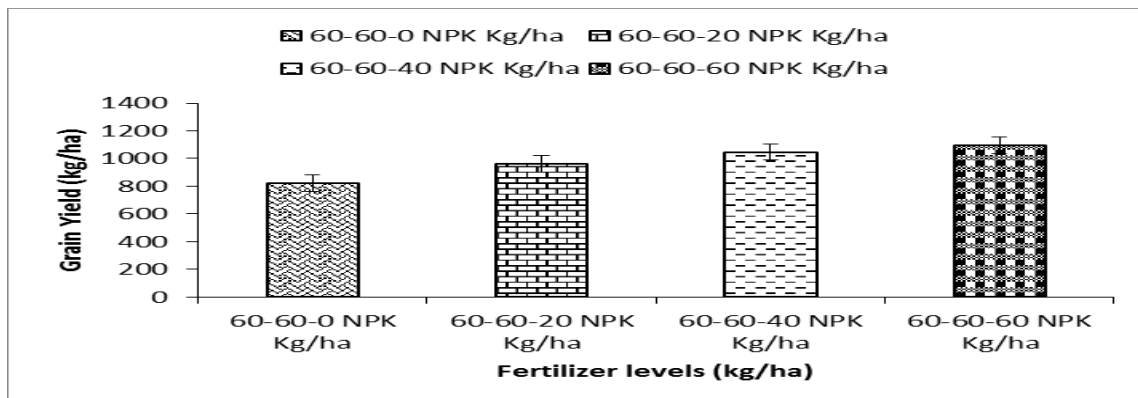 60-60-0 NPK Kg/ha 60-60-20 NPK Kg/ha
60-60-40 NPK Kg/ha 60-60-60 NPK Kg/ha
Grain Yield (kg/ha)
1400
1200
1000
800
600
400
200
0
60-60-0 NPK 60-60-20 NPK 60-60-40 NPK 60-60-60 NPK
Kg/ha Kg/ha Kg/ha Kg/ha
Fertilizer levels (kg/ha)